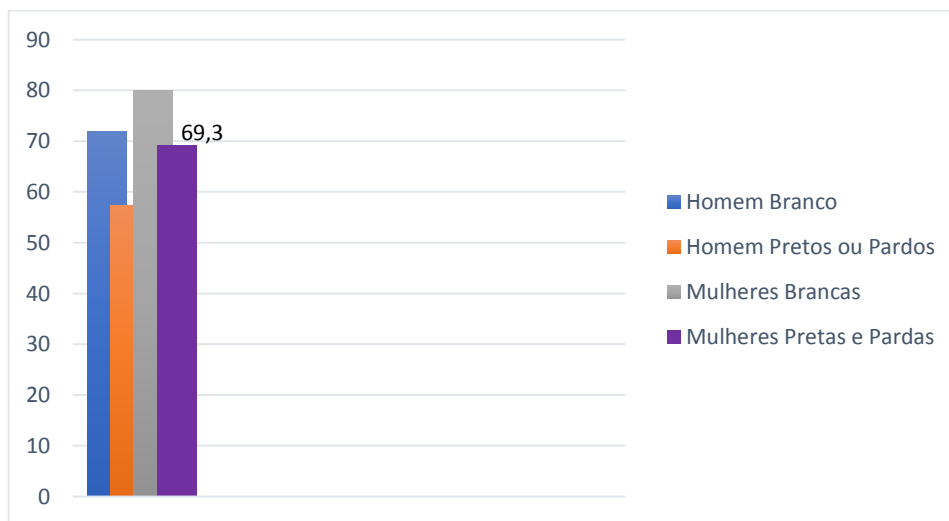 90
80
70
60
50
40
30
20
10
0
69,3
Homem Branco
Homem Pretos ou Pardos
Mulheres Brancas
Mulheres Pretas e Pardas